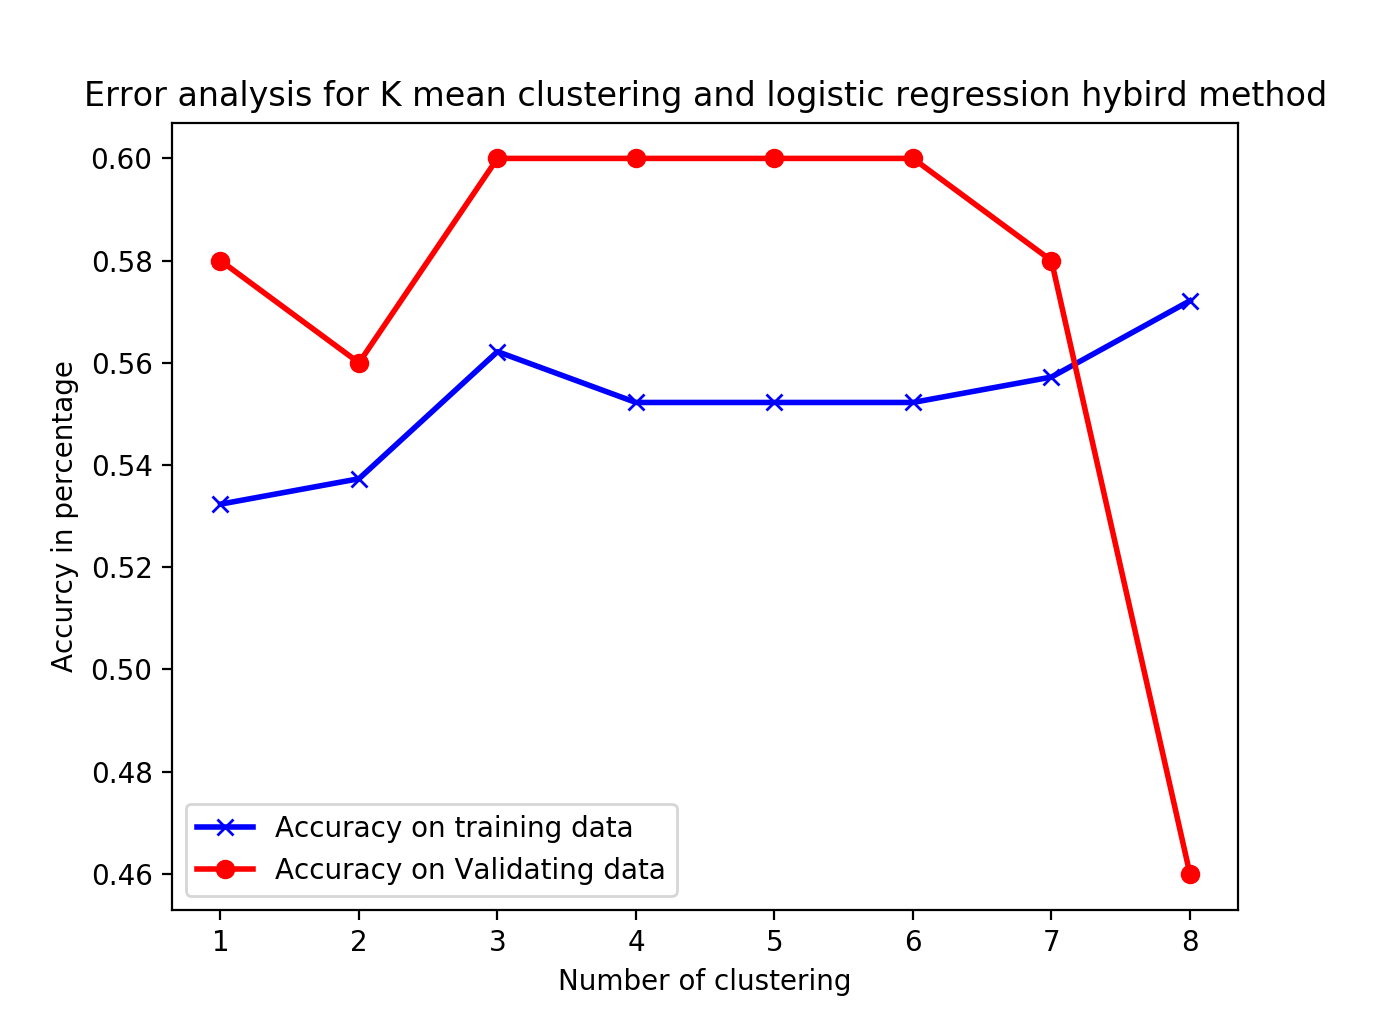 Error analysis for K mean clustering and logistic regression hybird method
0.60
0.58
0.56
0.54
0.52
0.50
0.48
0.46
Accurcy in percentage
Accuracy on training data
Accuracy on Validating data
1 2 3 4 5 6 7 8
Number of clustering